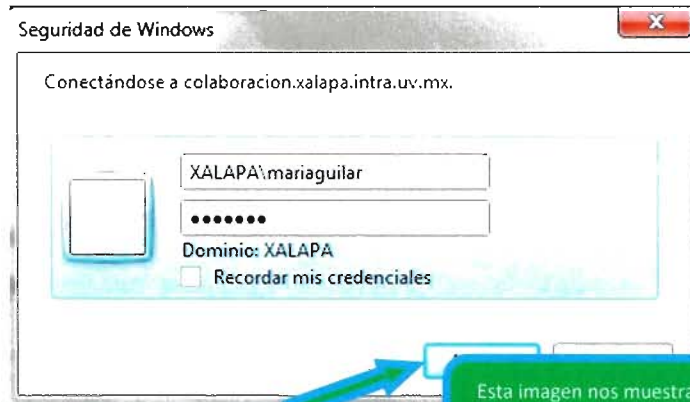 Seguridad de Windows
X
Conectándose a colaboracion.xalapa.intra.uv.mx.
XALAPA\mariaguilar
●●●●●●●
Dominio: XALAPA
Recordar mis credenciales
Esta imagen nos muestra